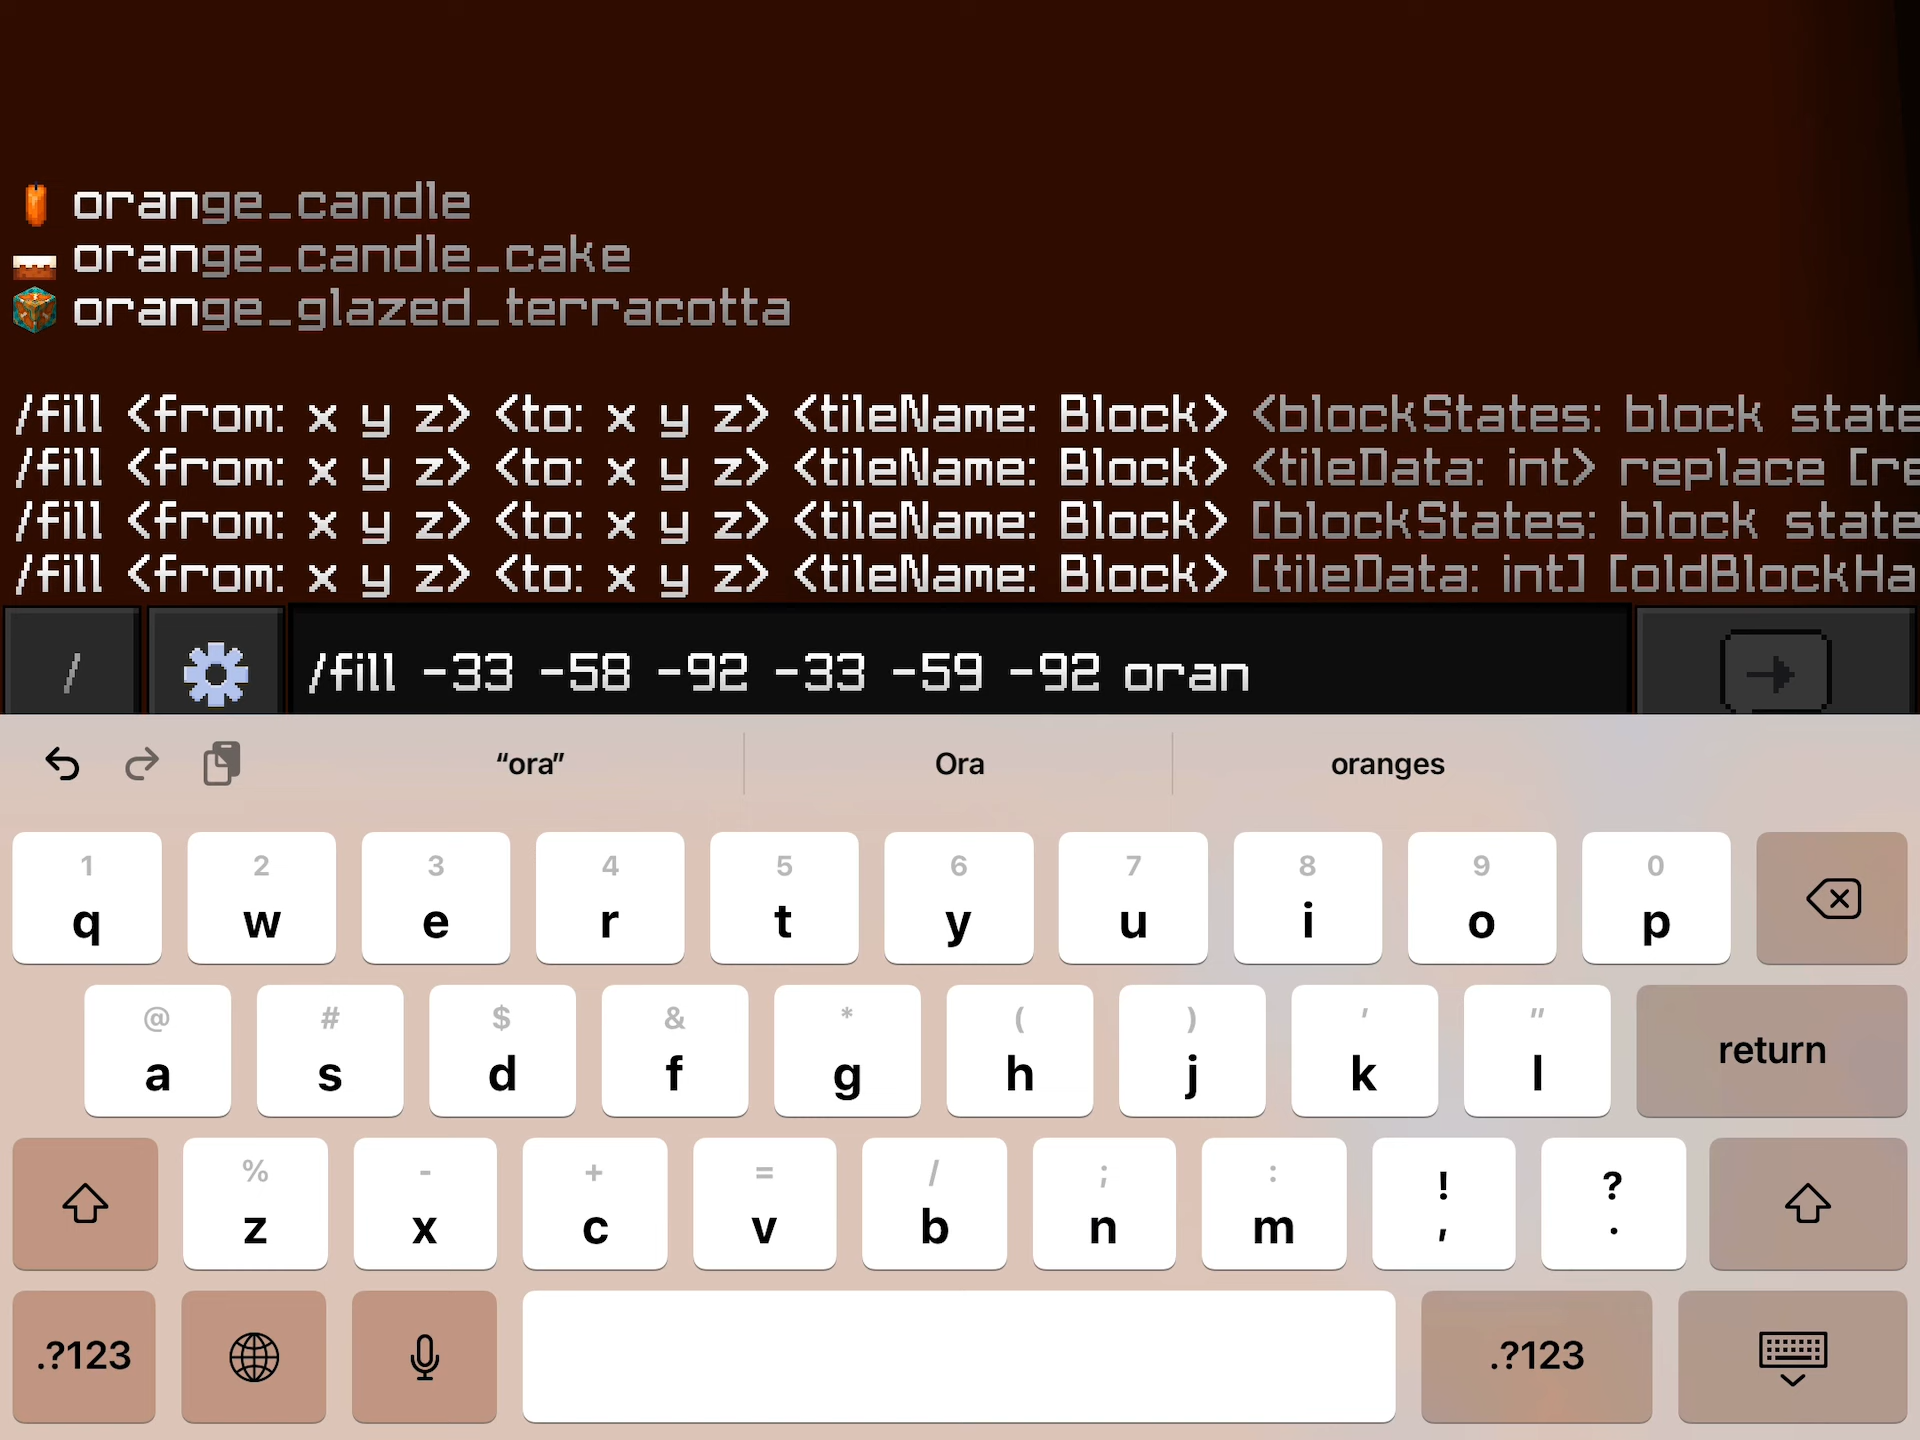 orange_candle
orange_candle_cake
orange_glazed_terracotta
/fill <from: x y z> <to: x y z> <tileName: Block> <blockStates: block state
/fill <from: x y z> <to: x y z> <tileName: Block> <tileData: int> replace [re
/fill <from: x y z> <to: x y z> <tileName: Block> [blockStates: block state
/fill <from: x y z> <to: x y z> <tileName: Block> [tileData: int] [oldBlockHa
/ /fill -33 -58 -92 -33 -59 -92 oran
“ora” Ora oranges
1 2 3 4 5 6 7 8 9 0
q w e r t y u i o p
@ # $ & * ( ) ' "
a s d f g h j k l return
% - + = / ; : ! ?
z x c v b n m , .
.?123 .?123